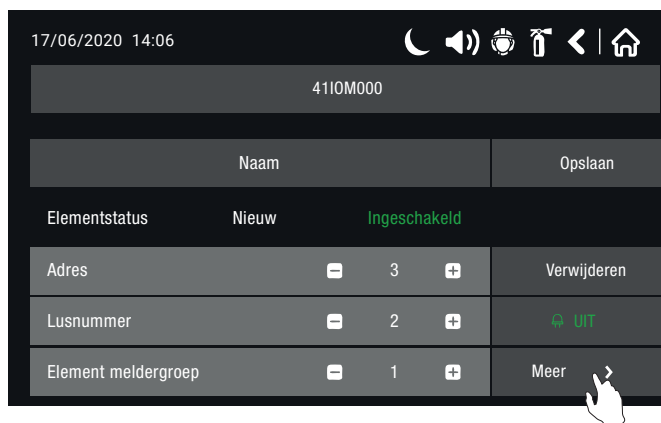 17/06/2020 14:06
41IOM000
Naam Opslaan
Elementstatus Nieuw Ingeschakeld
Adres 3 Verwijderen
Lusnummer 2 UIT
Element meldergroep 1 Meer